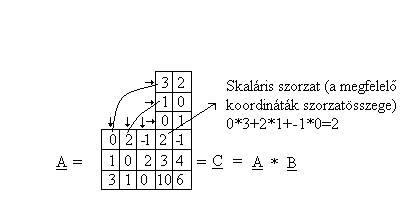 3 2
1 0
0 1
Skaláris szorzat (a megfelelő
koordináták szorzatösszege)
0*3+2*1+-1*0=2
0 2 -1 2 -1
A = 1 0 2 3 4 = C = A * B
3 1 0 10 6